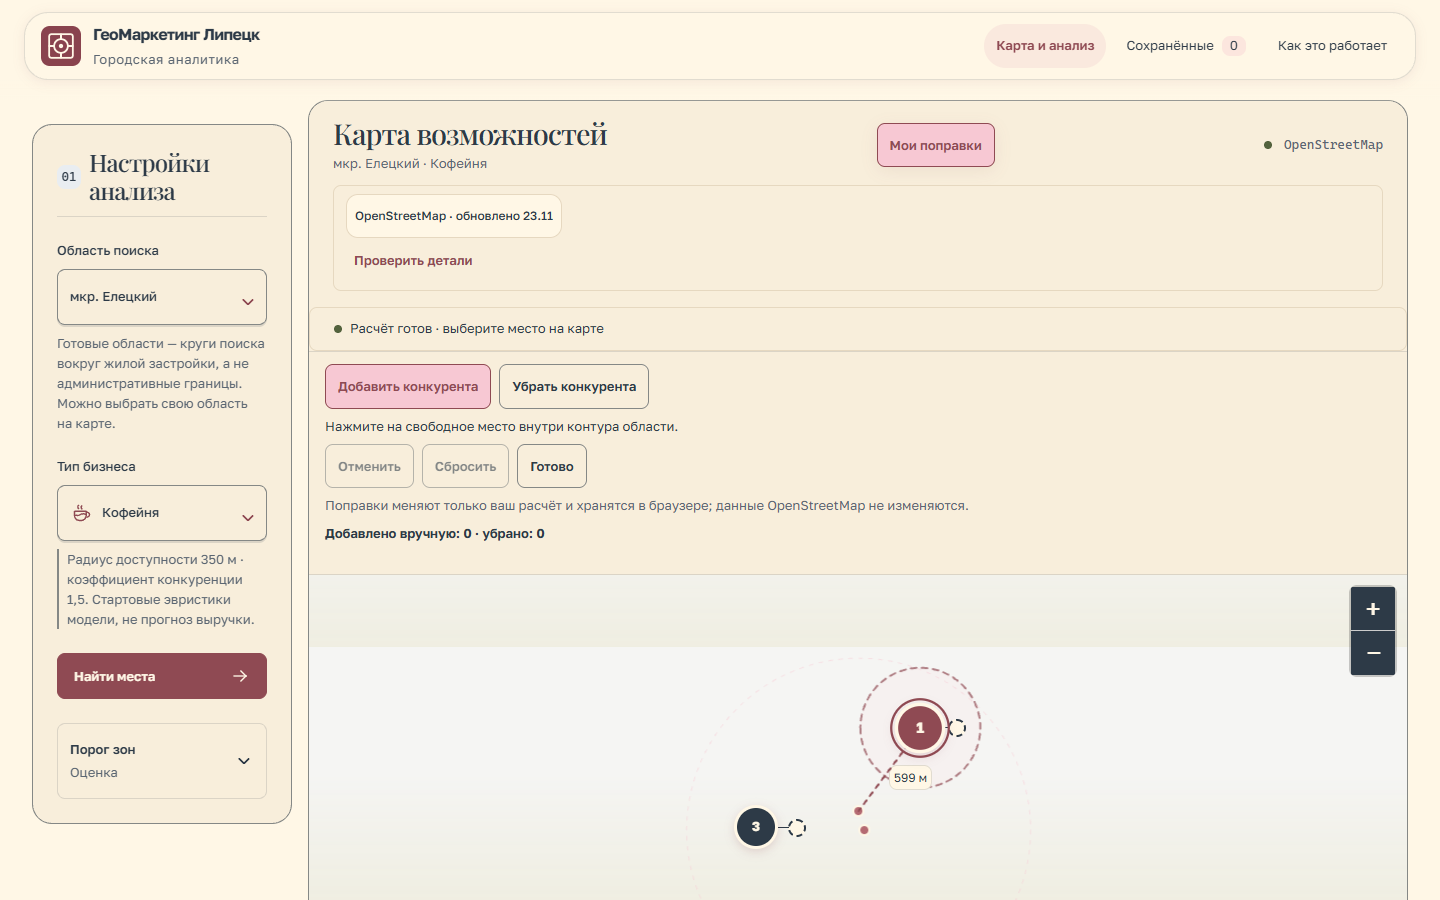 ГеоМаркетинг Липецк
Городская аналитика
Карта и анализ
Сохранённые 0
Как это работает
01
Настройки
анализа
Область поиска
мкр. Елецкий
Готовые области — круги поиска
вокруг жилой застройки, а не
административные границы.
Можно выбрать свою область
на карте.
Тип бизнеса
Кофейня
Радиус доступности 350 м ·
коэффициент конкуренции
1,5. Стартовые эвристики
модели, не прогноз выручки.
Найти места
Порог зон
Оценка
Карта возможностей
мкр. Елецкий · Кофейня
Мои поправки
OpenStreetMap
OpenStreetMap · обновлено 23.11
Проверить детали
Расчёт готов · выберите место на карте
Добавить конкурента
Убрать конкурента
Нажмите на свободное место внутри контура области.
Отменить
Сбросить
Готово
Поправки меняют только ваш расчёт и хранятся в браузере; данные OpenStreetMap не изменяются.
Добавлено вручную: 0 · убрано: 0
+
−
1
599 м
3